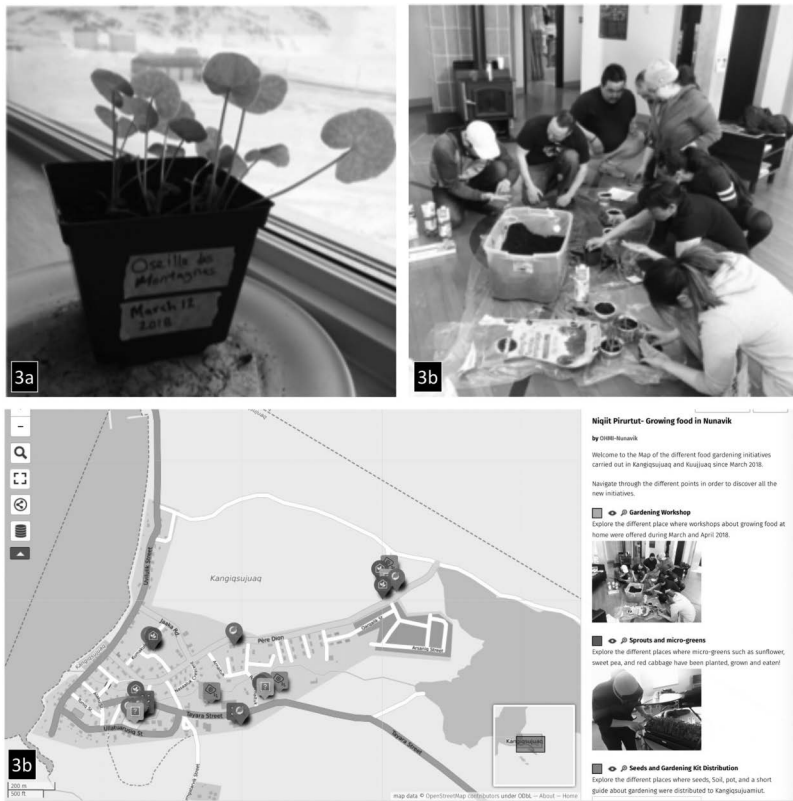 Oseille des
Montagnes
March 12
2018
3a
3b
Kangiqsujuaq
Jaaka Rd
Père Dion
Tayara Street
Tayara Street
200 m
500 ft
map data © OpenStreetMap contributors under ODbL — About — Home
3b
Niqiit Pirurtut- Growing food in Nunavik
by OHMI-Nunavik
Welcome to the Map of the different food gardening initiatives
carried out in Kangiqsujuaq and Kuujjuaq since March 2018.
Navigate through the different points in order to discover all the
new initiatives.
Gardening Workshop
Explore the different place where workshops about growing food at
home were offered during March and April 2018.
Sprouts and micro-greens
Explore the different places where micro-greens such as sunflower,
sweet pea, and red cabbage have been planted, grown and eaten!
Seeds and Gardening Kit Distribution
Explore the different places where seeds, Soil, pot, and a short
guide about gardening were distributed to Kangiqsujuamiut.